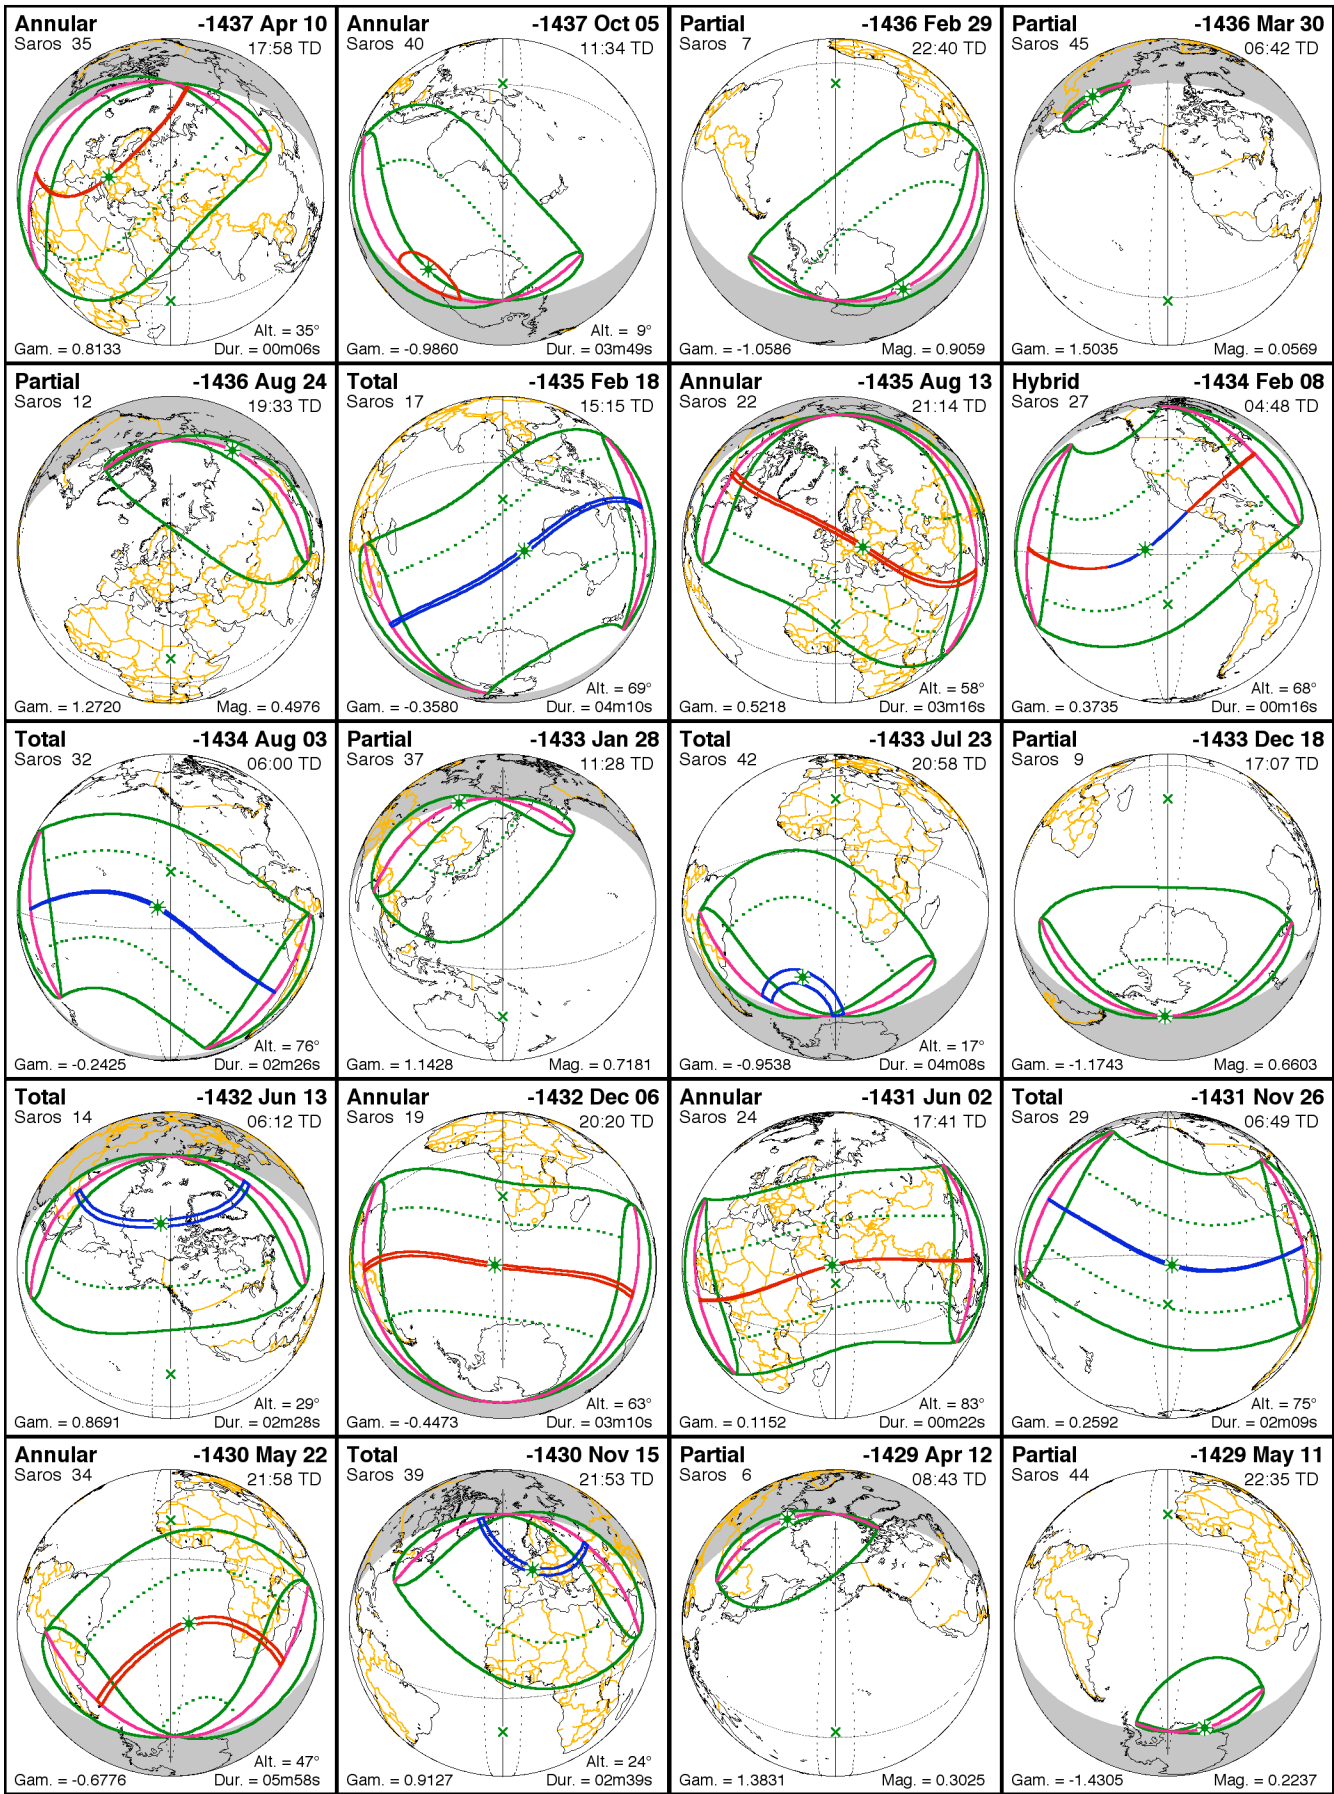 Annular -1437 Apr 10
Saros 35 17:58 TD
Alt. = 35°
Gam. = 0.8133 Dur. = 00m06s
Annular -1437 Oct 05
Saros 40 11:34 TD
Alt. = 9°
Gam. = -0.9860 Dur. = 03m49s
Partial -1436 Feb 29
Saros 7 22:40 TD
Gam. = -1.0586 Mag. = 0.9059
Partial -1436 Mar 30
Saros 45 06:42 TD
Gam. = 1.5035 Mag. = 0.0569
Partial -1436 Aug 24
Saros 12 19:33 TD
Gam. = 1.2720 Mag. = 0.4976
Total -1435 Feb 18
Saros 17 15:15 TD
Alt. = 69°
Gam. = -0.3580 Dur. = 04m10s
Annular -1435 Aug 13
Saros 22 21:14 TD
Alt. = 58°
Gam. = 0.5218 Dur. = 03m16s
Hybrid -1434 Feb 08
Saros 27 04:48 TD
Alt. = 68°
Gam. = 0.3735 Dur. = 00m16s
Total -1434 Aug 03
Saros 32 06:00 TD
Alt. = 76°
Gam. = -0.2425 Dur. = 02m26s
Partial -1433 Jan 28
Saros 37 11:28 TD
Gam. = 1.1428 Mag. = 0.7181
Total -1433 Jul 23
Saros 42 20:58 TD
Alt. = 17°
Gam. = -0.9538 Dur. = 04m08s
Partial -1433 Dec 18
Saros 9 17:07 TD
Gam. = -1.1743 Mag. = 0.6603
Total -1432 Jun 13
Saros 14 06:12 TD
Alt. = 29°
Gam. = 0.8691 Dur. = 02m28s
Annular -1432 Dec 06
Saros 19 20:20 TD
Alt. = 63°
Gam. = -0.4473 Dur. = 03m10s
Annular -1431 Jun 02
Saros 24 17:41 TD
Alt. = 83°
Gam. = 0.1152 Dur. = 00m22s
Total -1431 Nov 26
Saros 29 06:49 TD
Alt. = 75°
Gam. = 0.2592 Dur. = 02m09s
Annular -1430 May 22
Saros 34 21:58 TD
Alt. = 47°
Gam. = -0.6776 Dur. = 05m58s
Total -1430 Nov 15
Saros 39 21:53 TD
Alt. = 24°
Gam. = 0.9127 Dur. = 02m39s
Partial -1429 Apr 12
Saros 6 08:43 TD
Gam. = 1.3831 Mag. = 0.3025
Partial -1429 May 11
Saros 44 22:35 TD
Gam. = -1.4305 Mag. = 0.2237